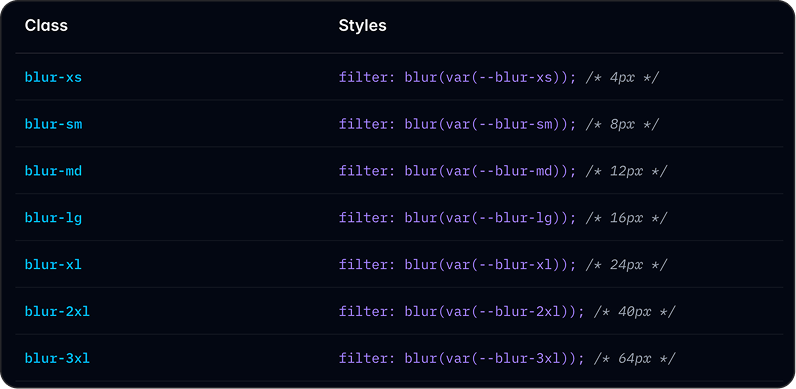 Class Styles
blur-xs filter: blur(var(--blur-xs)); /* 4px */
blur-sm filter: blur(var(--blur-sm)); /* 8px */
blur-md filter: blur(var(--blur-md)); /* 12px */
blur-lg filter: blur(var(--blur-lg)); /* 16px */
blur-xl filter: blur(var(--blur-xl)); /* 24px */
blur-2xl filter: blur(var(--blur-2xl)); /* 40px */
blur-3xl filter: blur(var(--blur-3xl)); /* 64px */